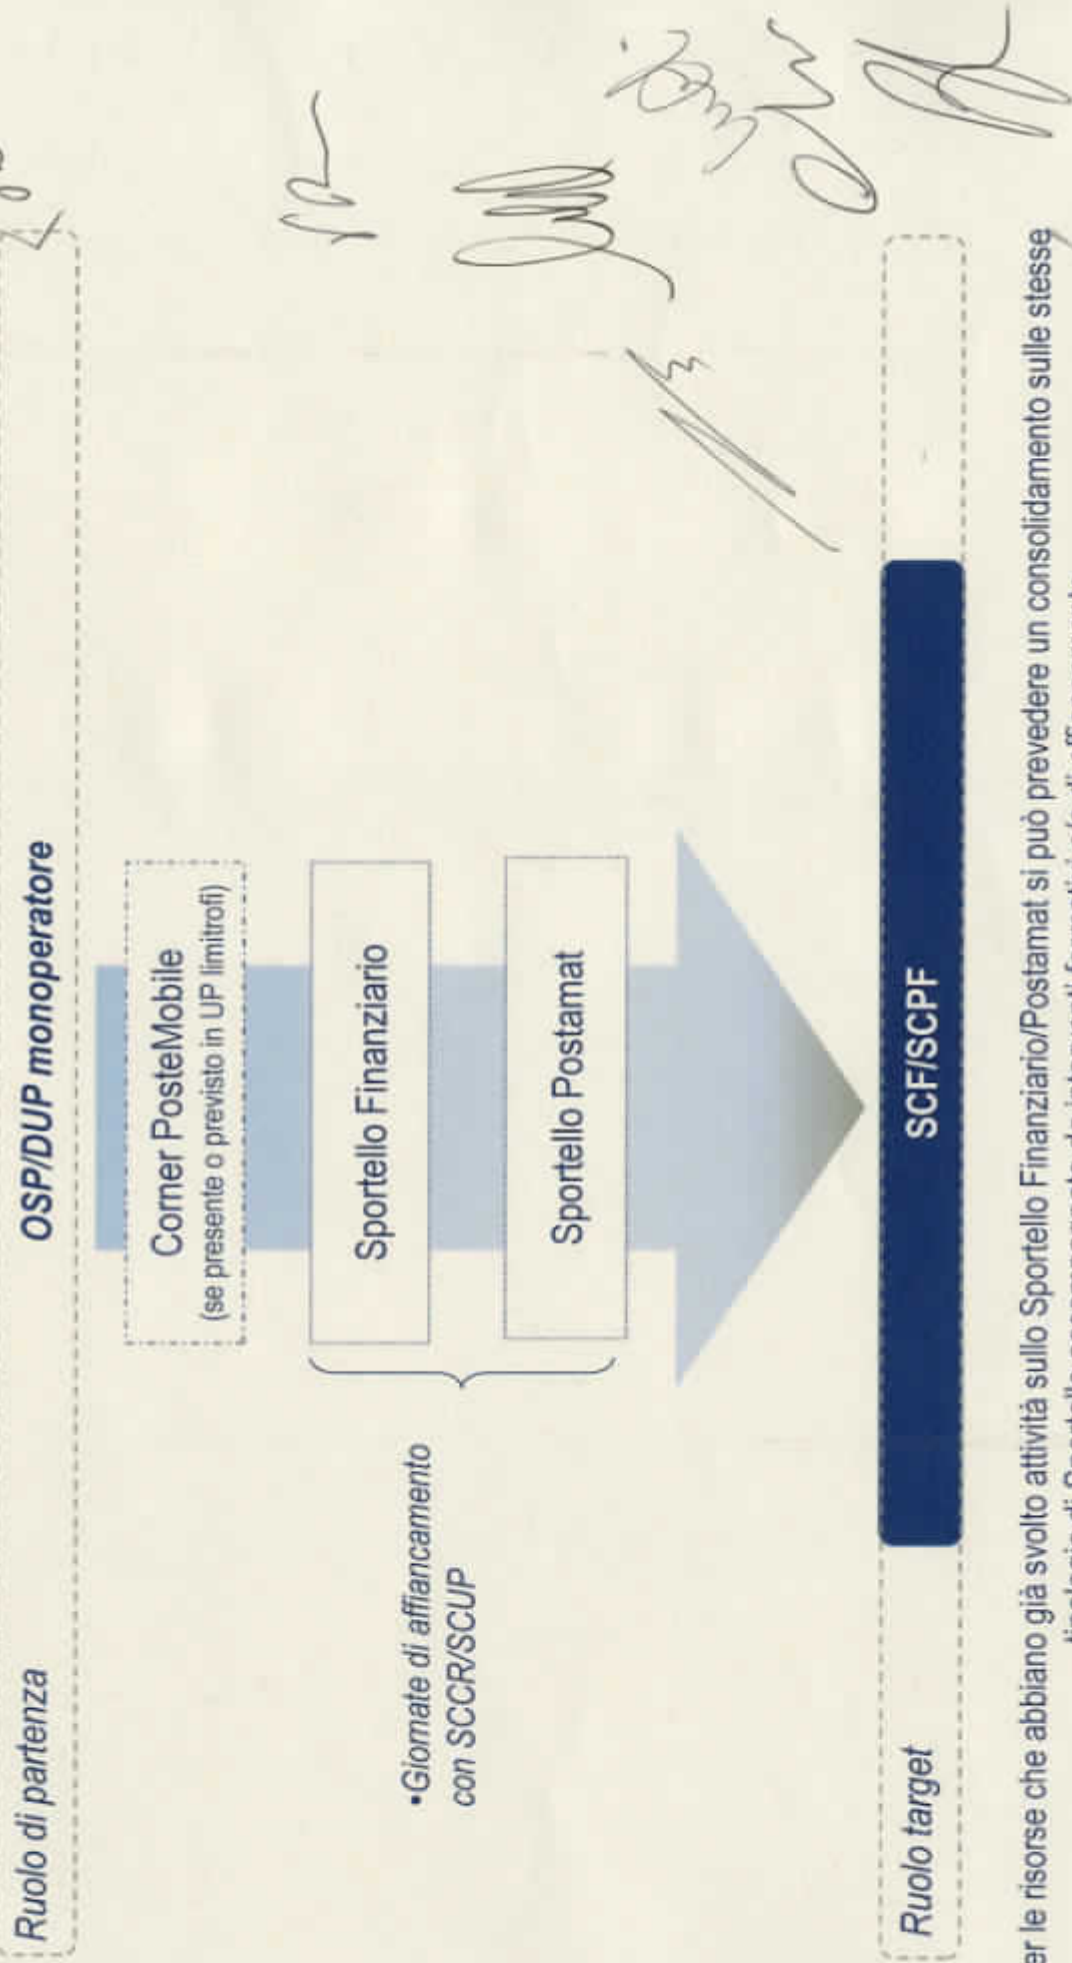 Ruolo di partenza
OSP/DUP monoperatore
Corner PosteMobile
(se presente o previsto in UP limitrofi)
•Giornate di affiancamento
con SCCR/SCUP
Sportello Finanziario
Sportello Postamat
Ruolo target
SCF/SCPF
er le risorse che abbiano già svolto attività sullo Sportello Finanziario/Postamat si può prevedere un consolidamento sulle stesse